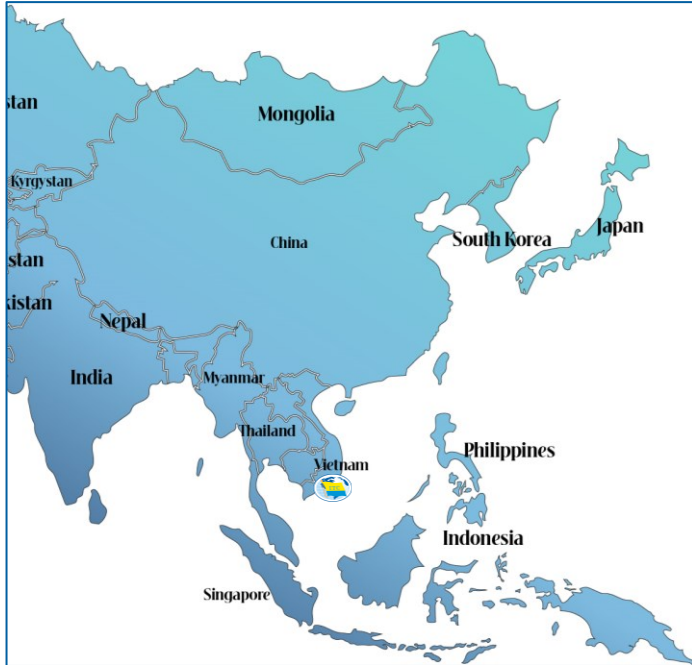 stan
Mongolia
Kyrgystan
China
South Korea
Japan
stan
kistan
Nepal
India
Myanmar
Thailand
Vietnam
Philippines
Indonesia
Singapore